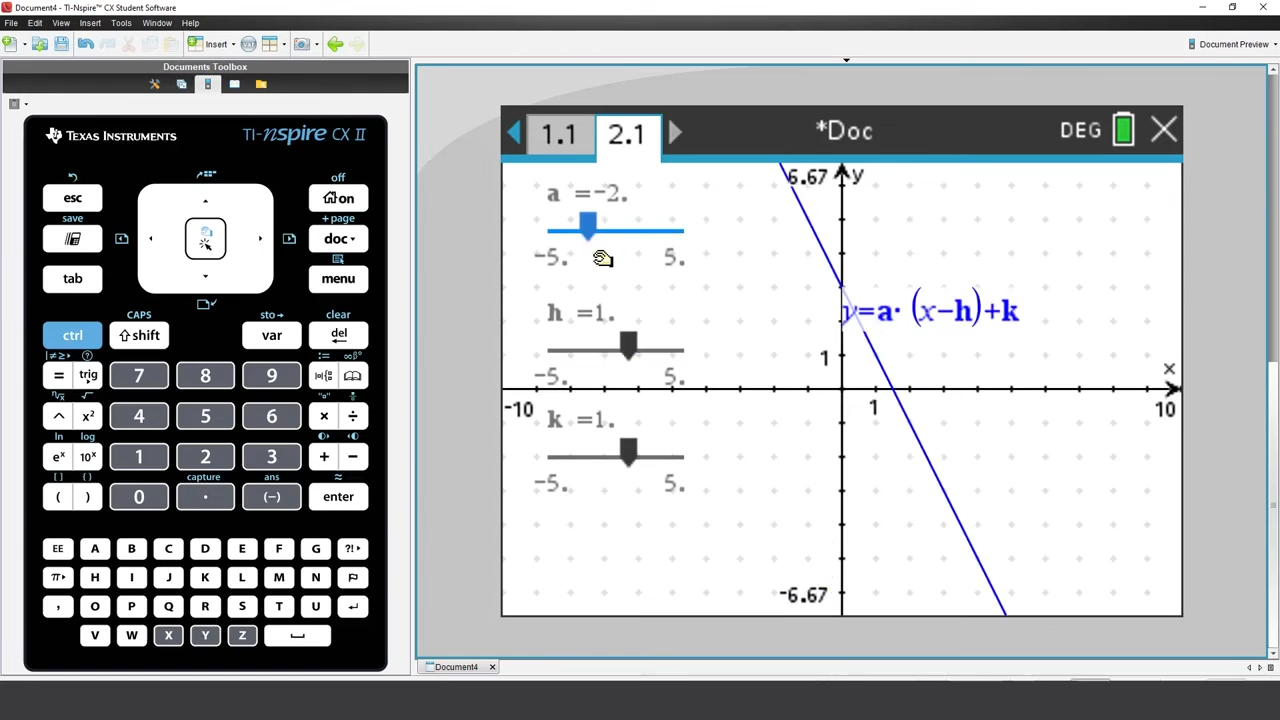 Document4 - TI-Nspire™ CX Student Software
File Edit View Insert Tools Window Help
Insert
Document Preview
Documents Toolbox
TEXAS INSTRUMENTS TI-nspire CX II
esc
save
tab
off
on
+ page
doc
menu
CAPS sto→ clear
ctrl shift var del
= trig 7 8 9
^ x² 4 5 6 × ÷
ln log
eˣ 10ˣ 1 2 3 + −
[ ] { } capture ans ≈
( ) 0 . (−) enter
EE A B C D E F G ?!
π H I J K L M N
, O P Q R S T U
V W X Y Z
1.1 2.1 *Doc DEG
6.67 y
a =-2.
-5. 5.
h =1.
y=a· (x-h)+k
-5. 5.
1
x
-10 1 10
k =1.
-5. 5.
-6.67
Document4